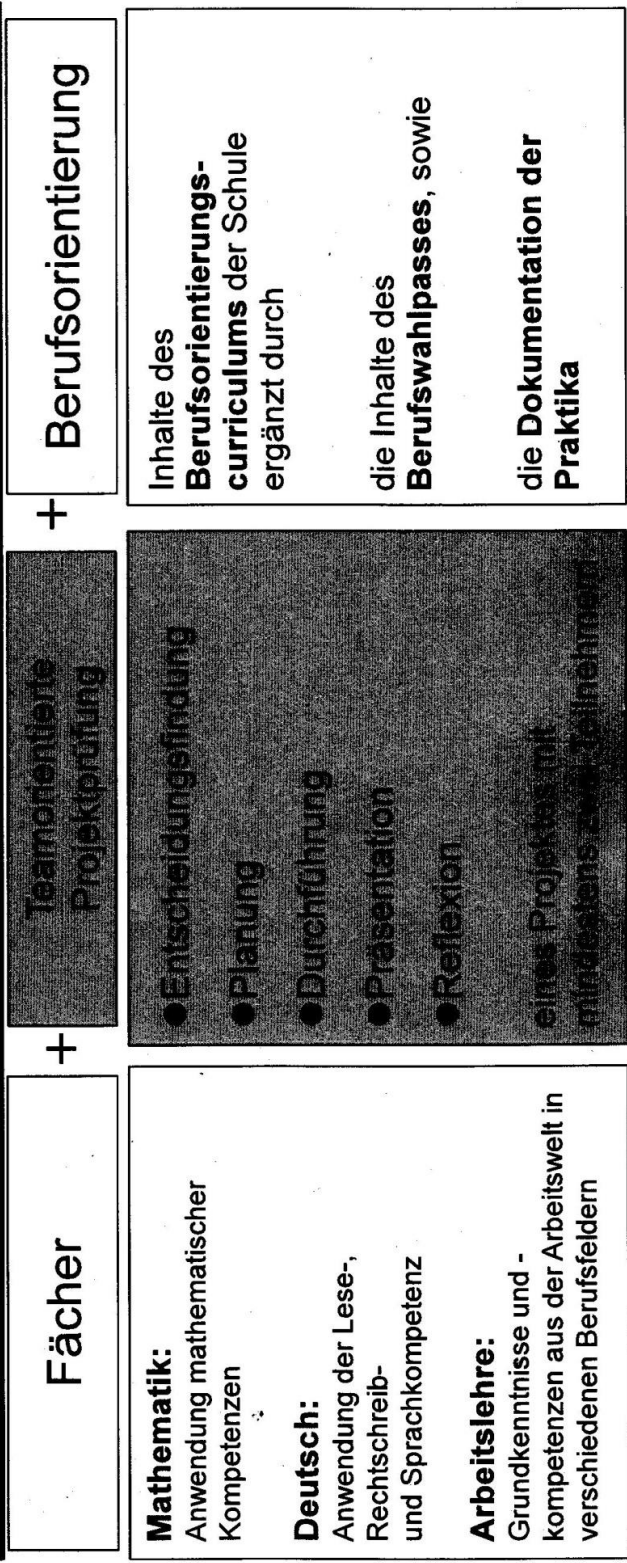 Fächer
+
Teamorientierte
Projektprüfung
+
Berufsorientierung
Mathematik:
Anwendung mathematischer
Kompetenzen
Deutsch:
Anwendung der Lese-,
Rechtschreib-
und Sprachkompetenz
Arbeitslehre:
Grundkenntnisse und -
kompetenzen aus der Arbeitswelt in
verschiedenen Berufsfeldern
●Entscheidungsfindung
●Planung
●Durchführung
●Präsentation
●Reflexion
eines Projektes mit
mindestens zwei Teilnehmern
Inhalte des
Berufsorientierungs-
curriculums der Schule
ergänzt durch
die Inhalte des
Berufswahlpasses, sowie
die Dokumentation der
Praktika